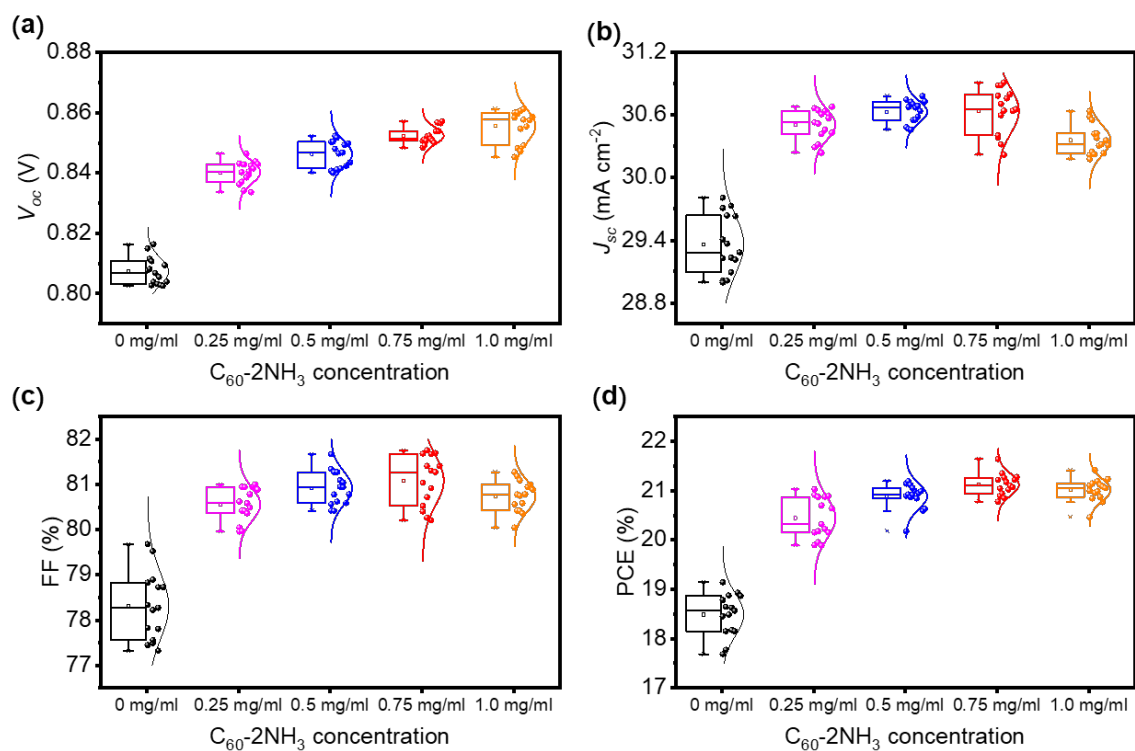 (a)
0.88
0.86
0.84
0.82
0.80
V_oc (V)
0 mg/ml 0.25 mg/ml 0.5 mg/ml 0.75 mg/ml 1.0 mg/ml
C₆₀-2NH₃ concentration
(b)
31.2
30.6
30.0
29.4
28.8
J_sc (mA cm⁻²)
0 mg/ml 0.25 mg/ml 0.5 mg/ml 0.75 mg/ml 1.0 mg/ml
C₆₀-2NH₃ concentration
(c)
82
81
80
79
78
77
FF (%)
0 mg/ml 0.25 mg/ml 0.5 mg/ml 0.75 mg/ml 1.0 mg/ml
C₆₀-2NH₃ concentration
(d)
22
21
20
19
18
17
PCE (%)
0 mg/ml 0.25 mg/ml 0.5 mg/ml 0.75 mg/ml 1.0 mg/ml
C₆₀-2NH₃ concentration